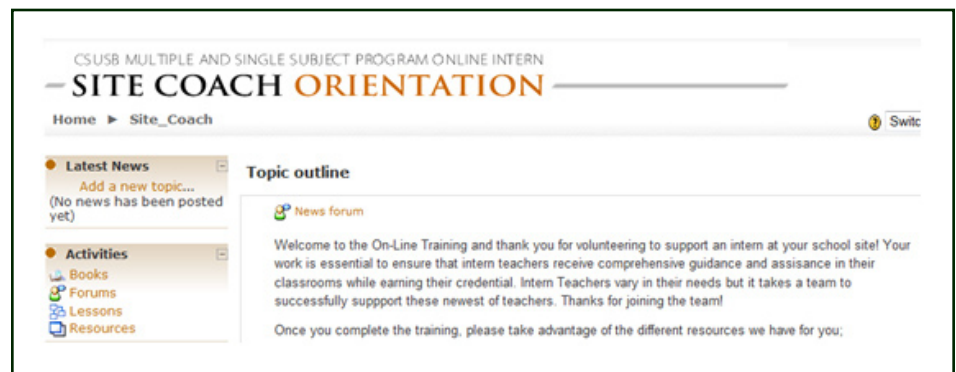 CSUSB MULTIPLE AND SINGLE SUBJECT PROGRAM ONLINE INTERN
SITE COACH ORIENTATION
Home ► Site_Coach
Switc
Latest News
Add a new topic...
(No news has been posted
yet)
Activities
Books
Forums
Lessons
Resources
Topic outline
News forum
Welcome to the On-Line Training and thank you for volunteering to support an intern at your school site! Your
work is essential to ensure that intern teachers receive comprehensive guidance and assisance in their
classrooms while earning their credential. Intern Teachers vary in their needs but it takes a team to
successfully suppport these newest of teachers. Thanks for joining the team!
Once you complete the training, please take advantage of the different resources we have for you;